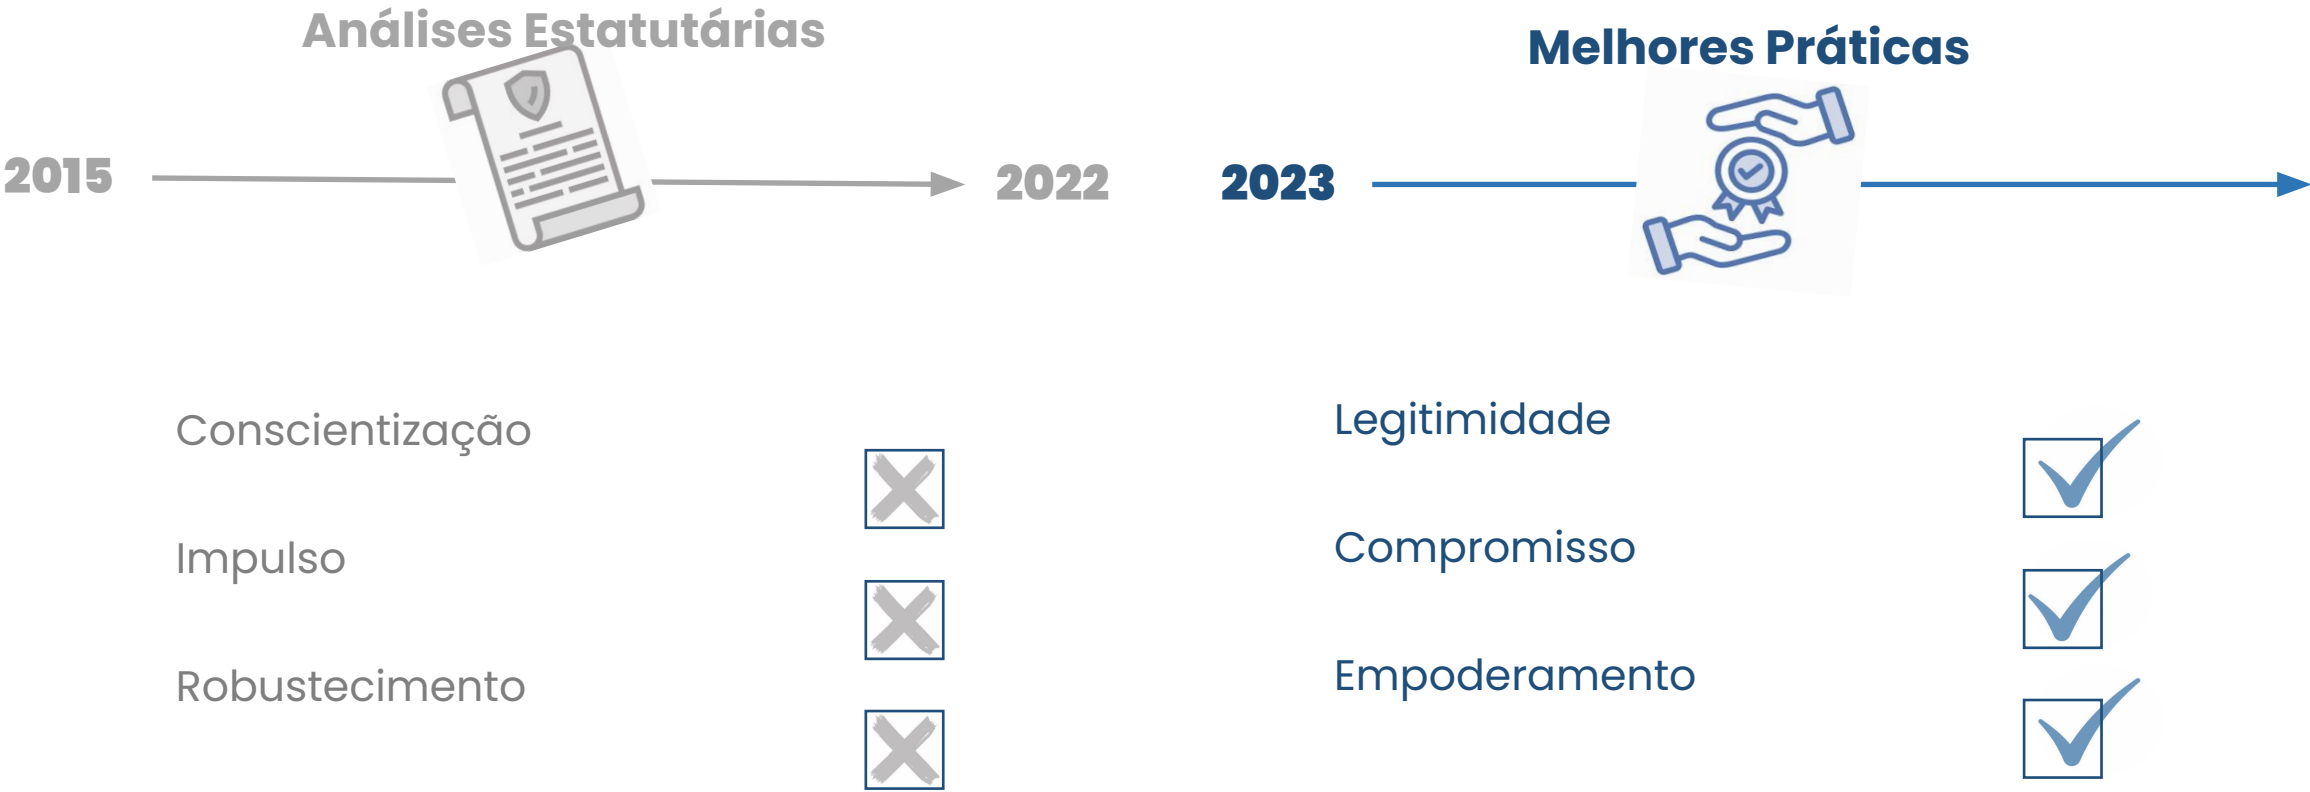 Análises Estatutárias
2015
2022
Conscientização
Impulso
Robustecimento
Melhores Práticas
2023
Legitimidade
Compromisso
Empoderamento